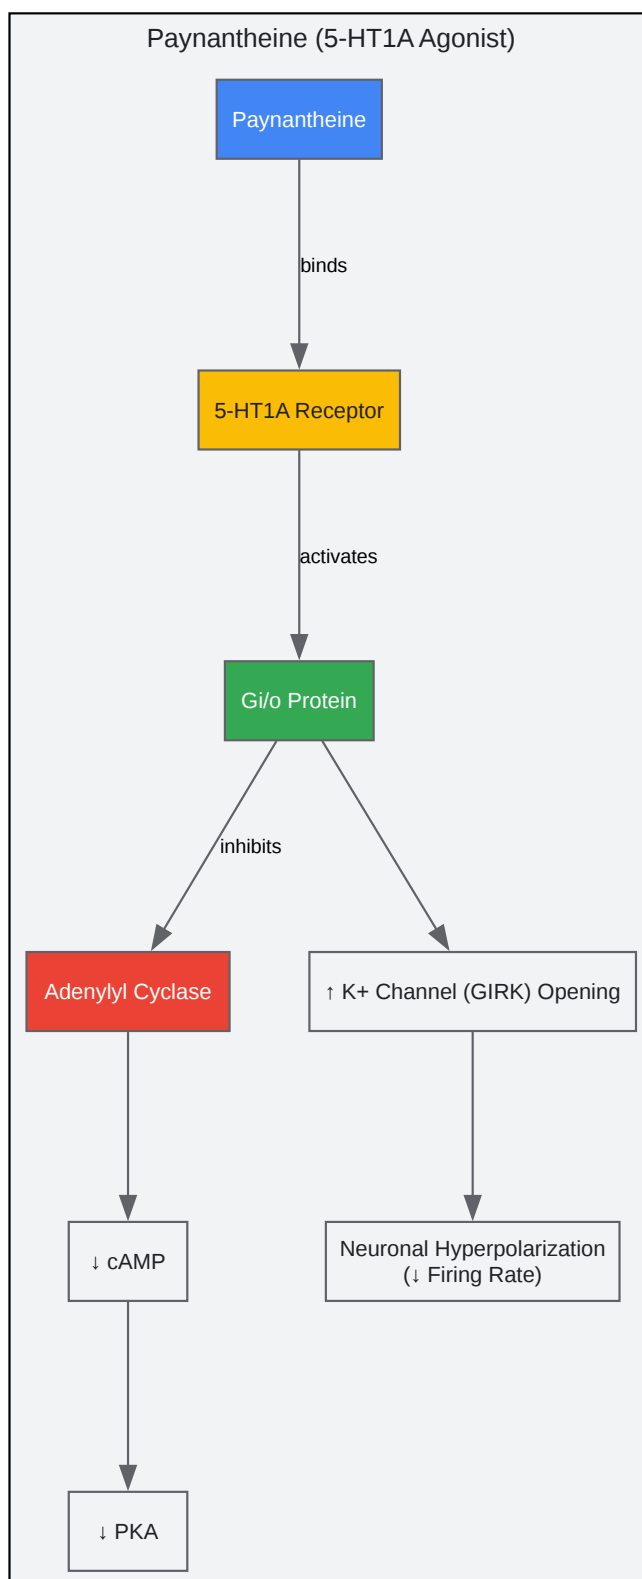 Paynantheine (5-HT1A Agonist)
Paynantheine
binds
5-HT1A Receptor
activates
Gi/o Protein
inhibits
Adenylyl Cyclase
↑ K+ Channel (GIRK) Opening
↓ cAMP
Neuronal Hyperpolarization
(↓ Firing Rate)
↓ PKA